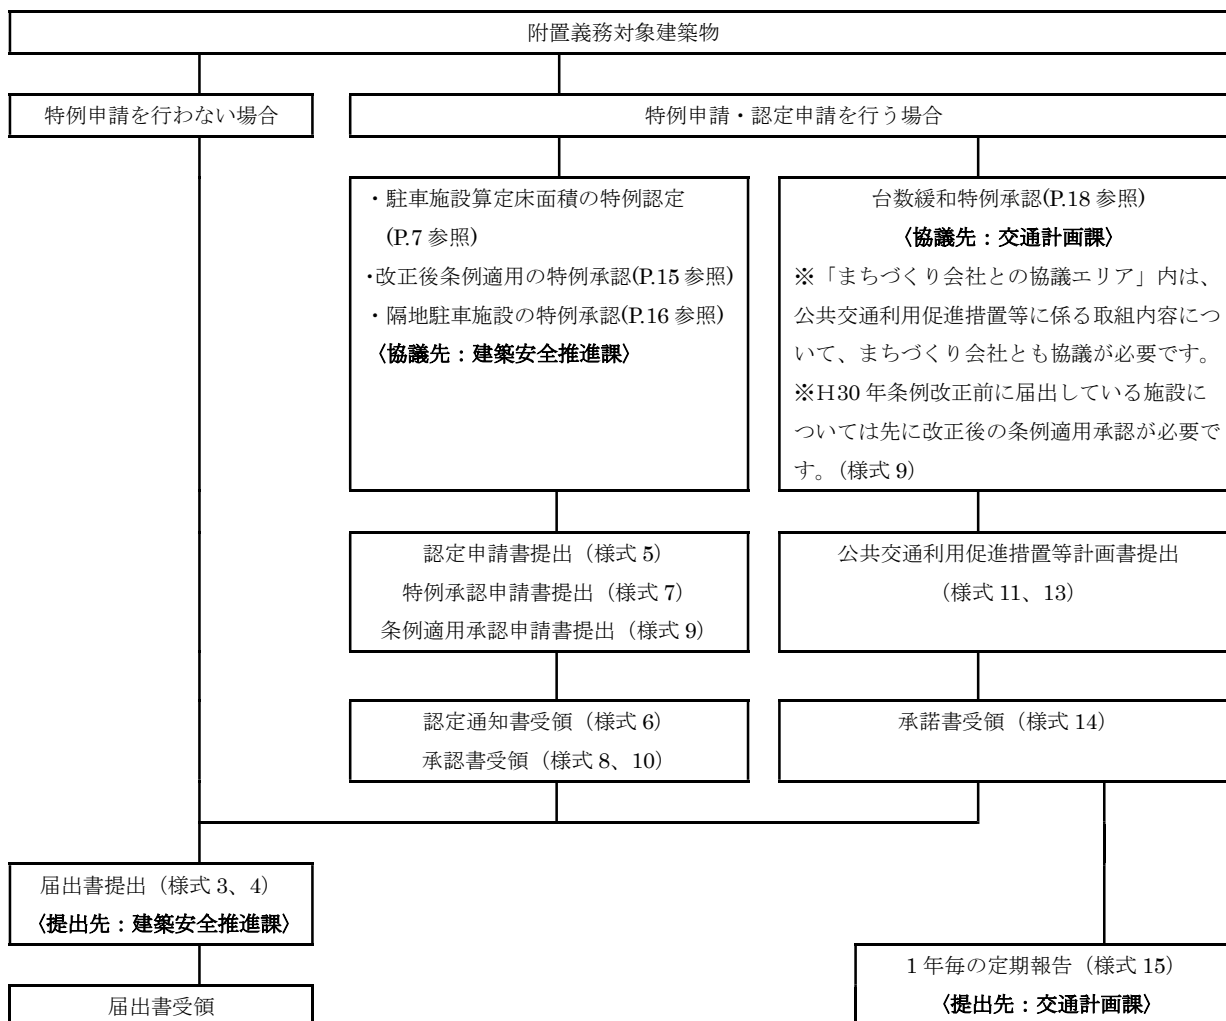 附置義務対象建築物
特例申請を行わない場合
特例申請・認定申請を行う場合
・駐車施設算定床面積の特例認定
(P.7 参照)
・改正後条例適用の特例承認(P.15 参照)
・隔地駐車施設の特例承認(P.16 参照)
〈協議先：建築安全推進課〉
台数緩和特例承認(P.18 参照)
〈協議先：交通計画課〉
※「まちづくり会社との協議エリア」内は、
公共交通利用促進措置等に係る取組内容につ
いて、まちづくり会社とも協議が必要です。
※H30 年条例改正前に届出している施設に
ついては先に改正後の条例適用承認が必要で
す。（様式 9）
認定申請書提出（様式 5）
特例承認申請書提出（様式 7）
条例適用承認申請書提出（様式 9）
公共交通利用促進措置等計画書提出
（様式 11、13）
認定通知書受領（様式 6）
承認書受領（様式 8、10）
承諾書受領（様式 14）
届出書提出（様式 3、4）
〈提出先：建築安全推進課〉
届出書受領
1 年毎の定期報告（様式 15）
〈提出先：交通計画課〉